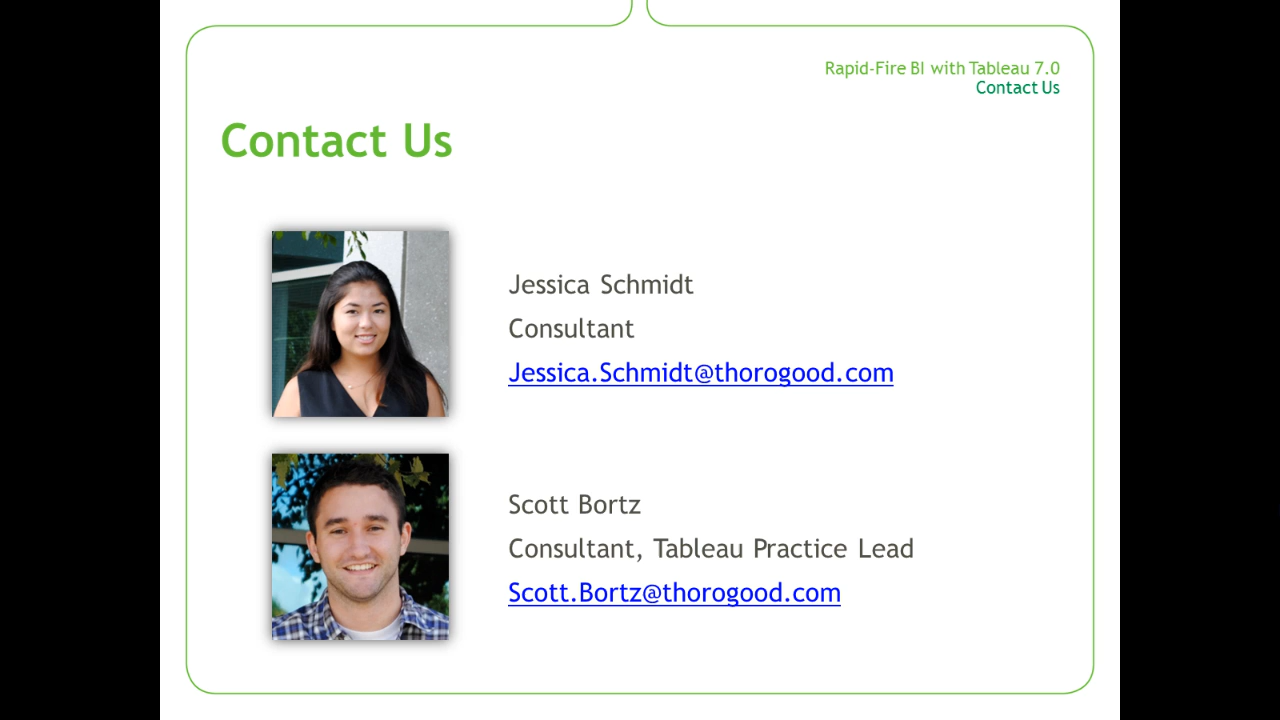 Rapid-Fire BI with Tableau 7.0
Contact Us
Contact Us
Jessica Schmidt
Consultant
Jessica.Schmidt@thorogood.com
Scott Bortz
Consultant, Tableau Practice Lead
Scott.Bortz@thorogood.com